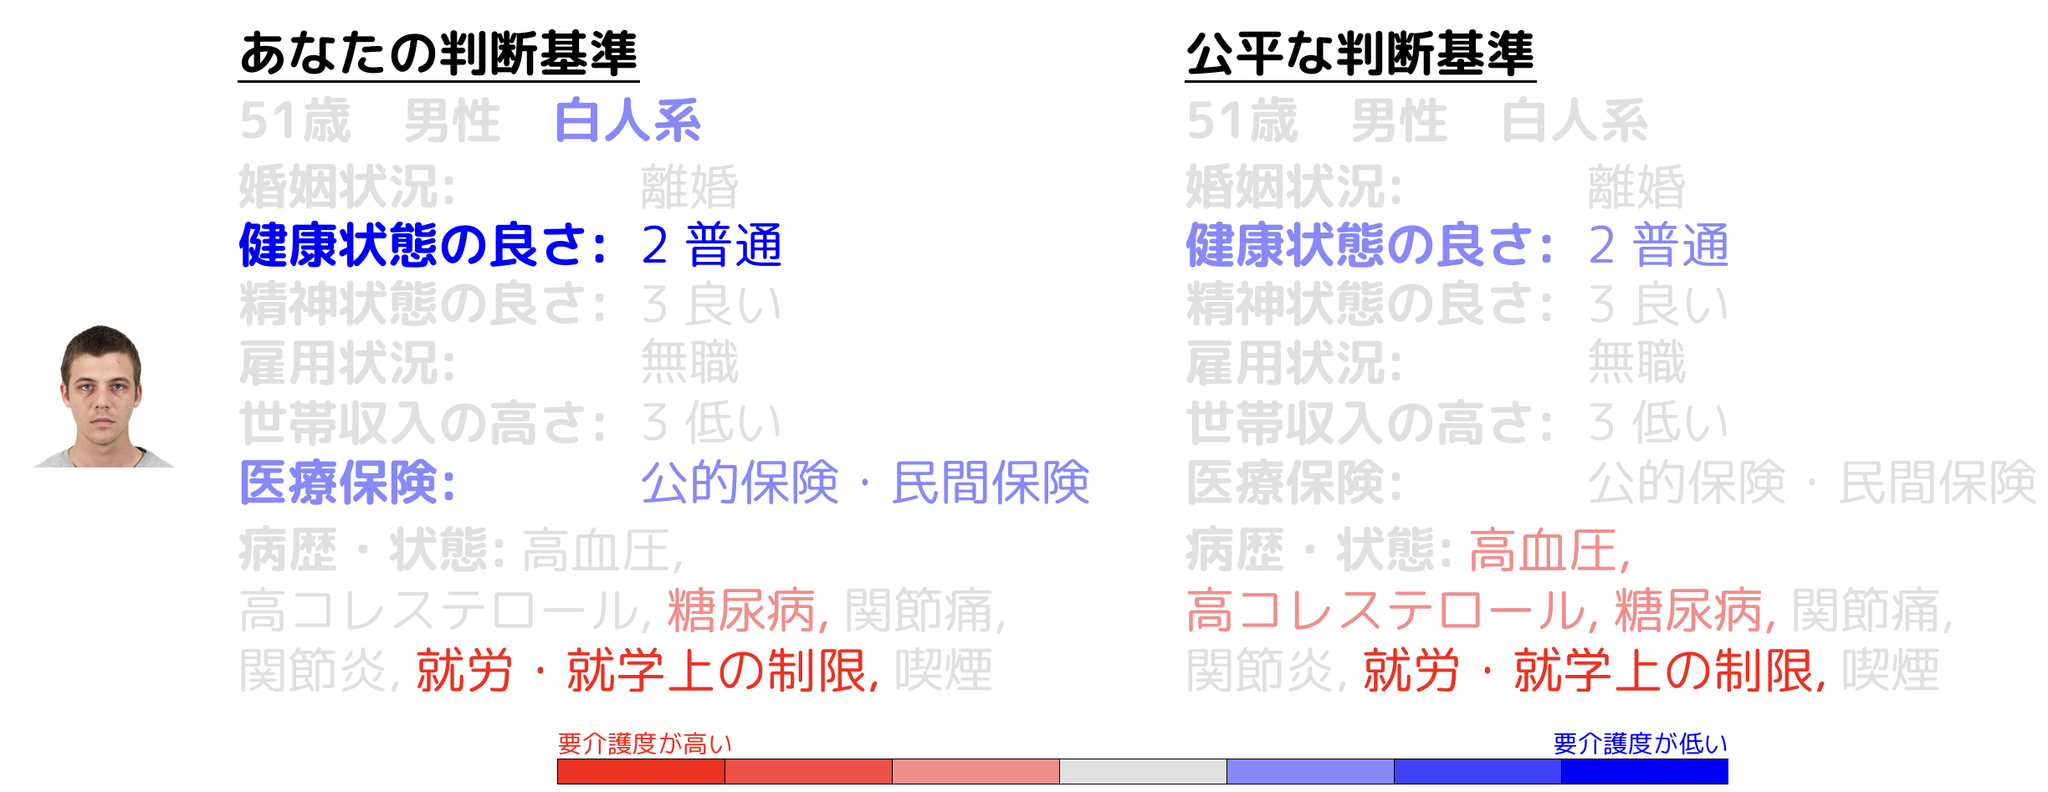 あなたの判断基準
51歳　男性　白人系
婚姻状況: 離婚
健康状態の良さ: 2 普通
精神状態の良さ: 3 良い
雇用状況: 無職
世帯収入の高さ: 3 低い
医療保険: 公的保険・民間保険
病歴・状態: 高血圧,
高コレステロール, 糖尿病, 関節痛,
関節炎, 就労・就学上の制限, 喫煙
公平な判断基準
51歳　男性　白人系
婚姻状況: 離婚
健康状態の良さ: 2 普通
精神状態の良さ: 3 良い
雇用状況: 無職
世帯収入の高さ: 3 低い
医療保険: 公的保険・民間保険
病歴・状態: 高血圧,
高コレステロール, 糖尿病, 関節痛,
関節炎, 就労・就学上の制限, 喫煙
要介護度が高い
要介護度が低い